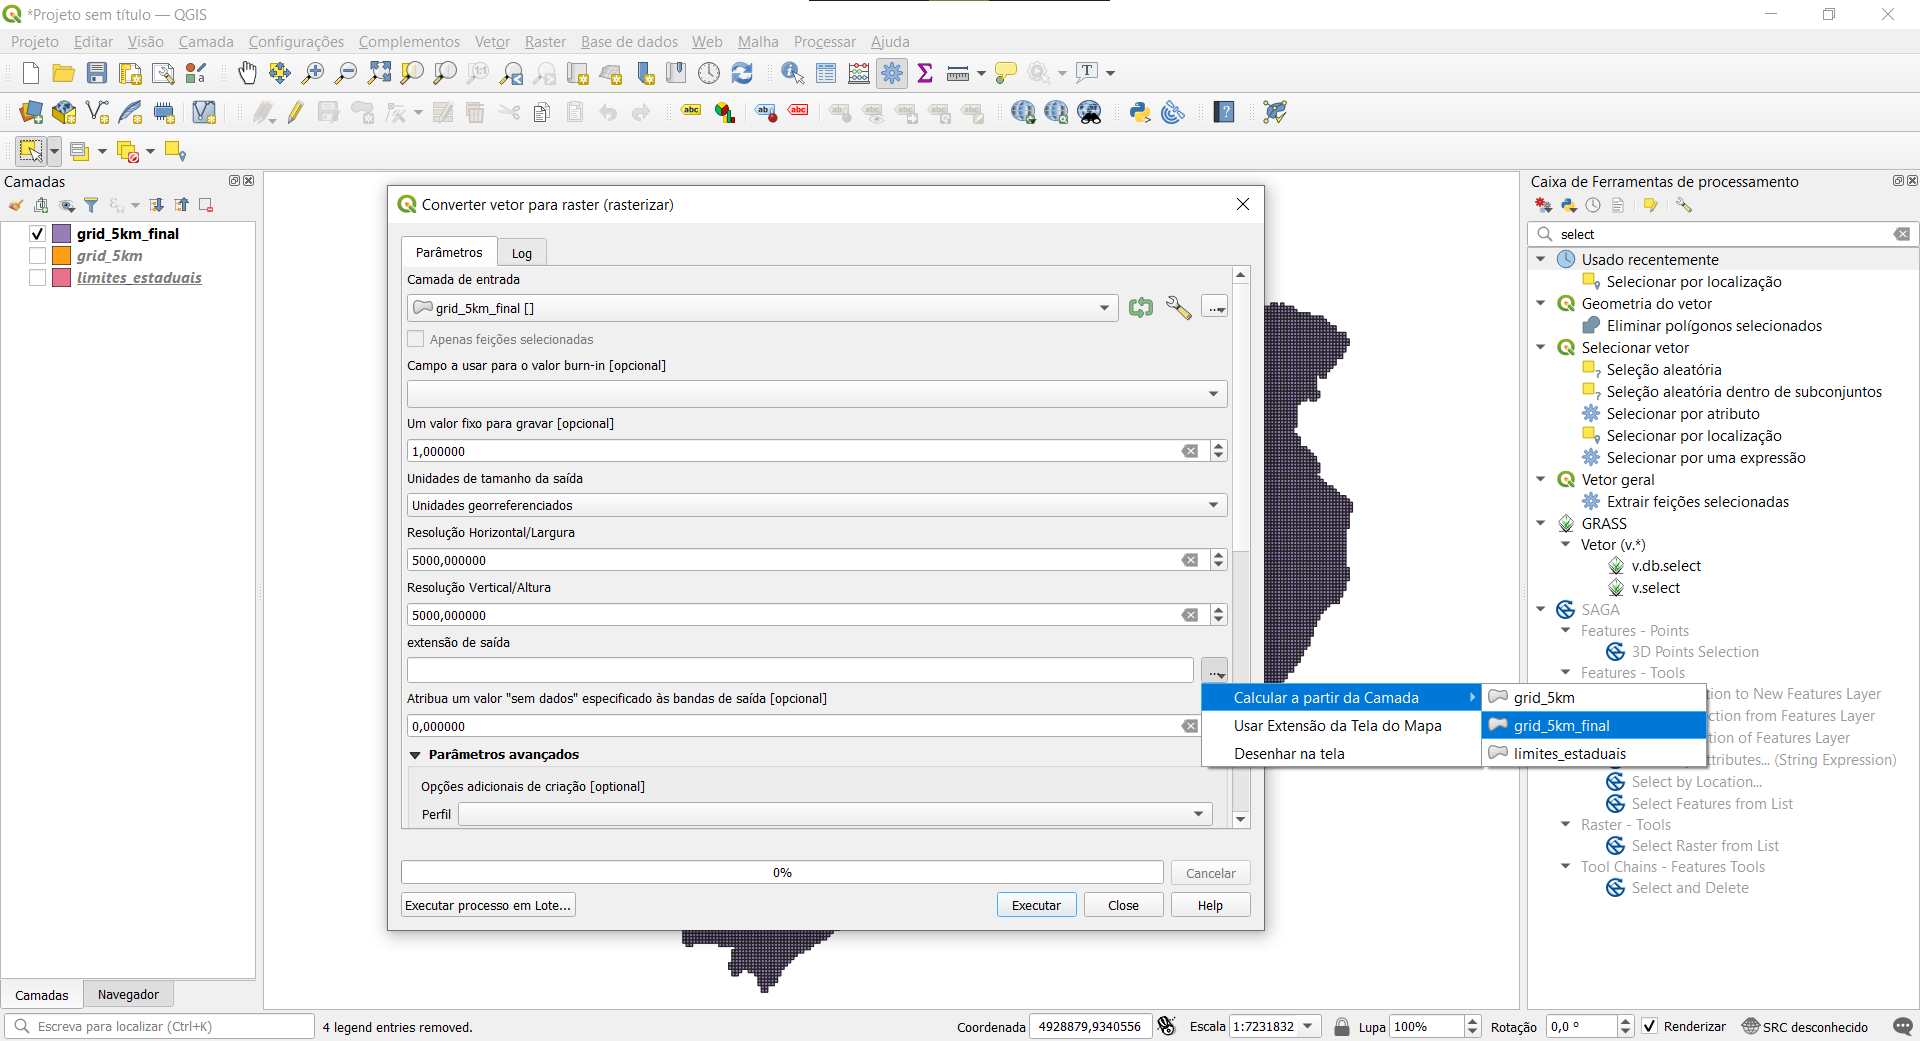 *Projeto sem título — QGIS
Projeto Editar Visão Camada Configurações Complementos Vetor Raster Base de dados Web Malha Processar Ajuda
Camadas
grid_5km_final
grid_5km
limites_estaduais
Converter vetor para raster (rasterizar)
Parâmetros
Log
Camada de entrada
grid_5km_final []
Apenas feições selecionadas
Campo a usar para o valor burn-in [opcional]
Um valor fixo para gravar [opcional]
1,000000
Unidades de tamanho da saída
Unidades georreferenciados
Resolução Horizontal/Largura
5000,000000
Resolução Vertical/Altura
5000,000000
extensão de saída
Atribua um valor "sem dados" especificado às bandas de saída [opcional]
0,000000
Parâmetros avançados
Opções adicionais de criação [optional]
Perfil
0%
Cancelar
Executar processo em Lote...
Executar
Close
Help
Calcular a partir da Camada
Usar Extensão da Tela do Mapa
Desenhar na tela
grid_5km
grid_5km_final
limites_estaduais
Caixa de Ferramentas de processamento
select
Usado recentemente
Selecionar por localização
Geometria do vetor
Eliminar polígonos selecionados
Selecionar vetor
Seleção aleatória
Seleção aleatória dentro de subconjuntos
Selecionar por atributo
Selecionar por localização
Selecionar por uma expressão
Vetor geral
Extrair feições selecionadas
GRASS
Vetor (v.*)
v.db.select
v.select
SAGA
Features - Points
3D Points Selection
Features - Tools
tion to New Features Layer
ction from Features Layer
tion of Features Layer
ttributes... (String Expression)
Select by Location...
Select Features from List
Raster - Tools
Select Raster from List
Tool Chains - Features Tools
Select and Delete
Camadas
Navegador
Escreva para localizar (Ctrl+K)
4 legend entries removed.
Coordenada 4928879,9340556
Escala 1:7231832
Lupa 100%
Rotação 0,0 °
Renderizar
SRC desconhecido